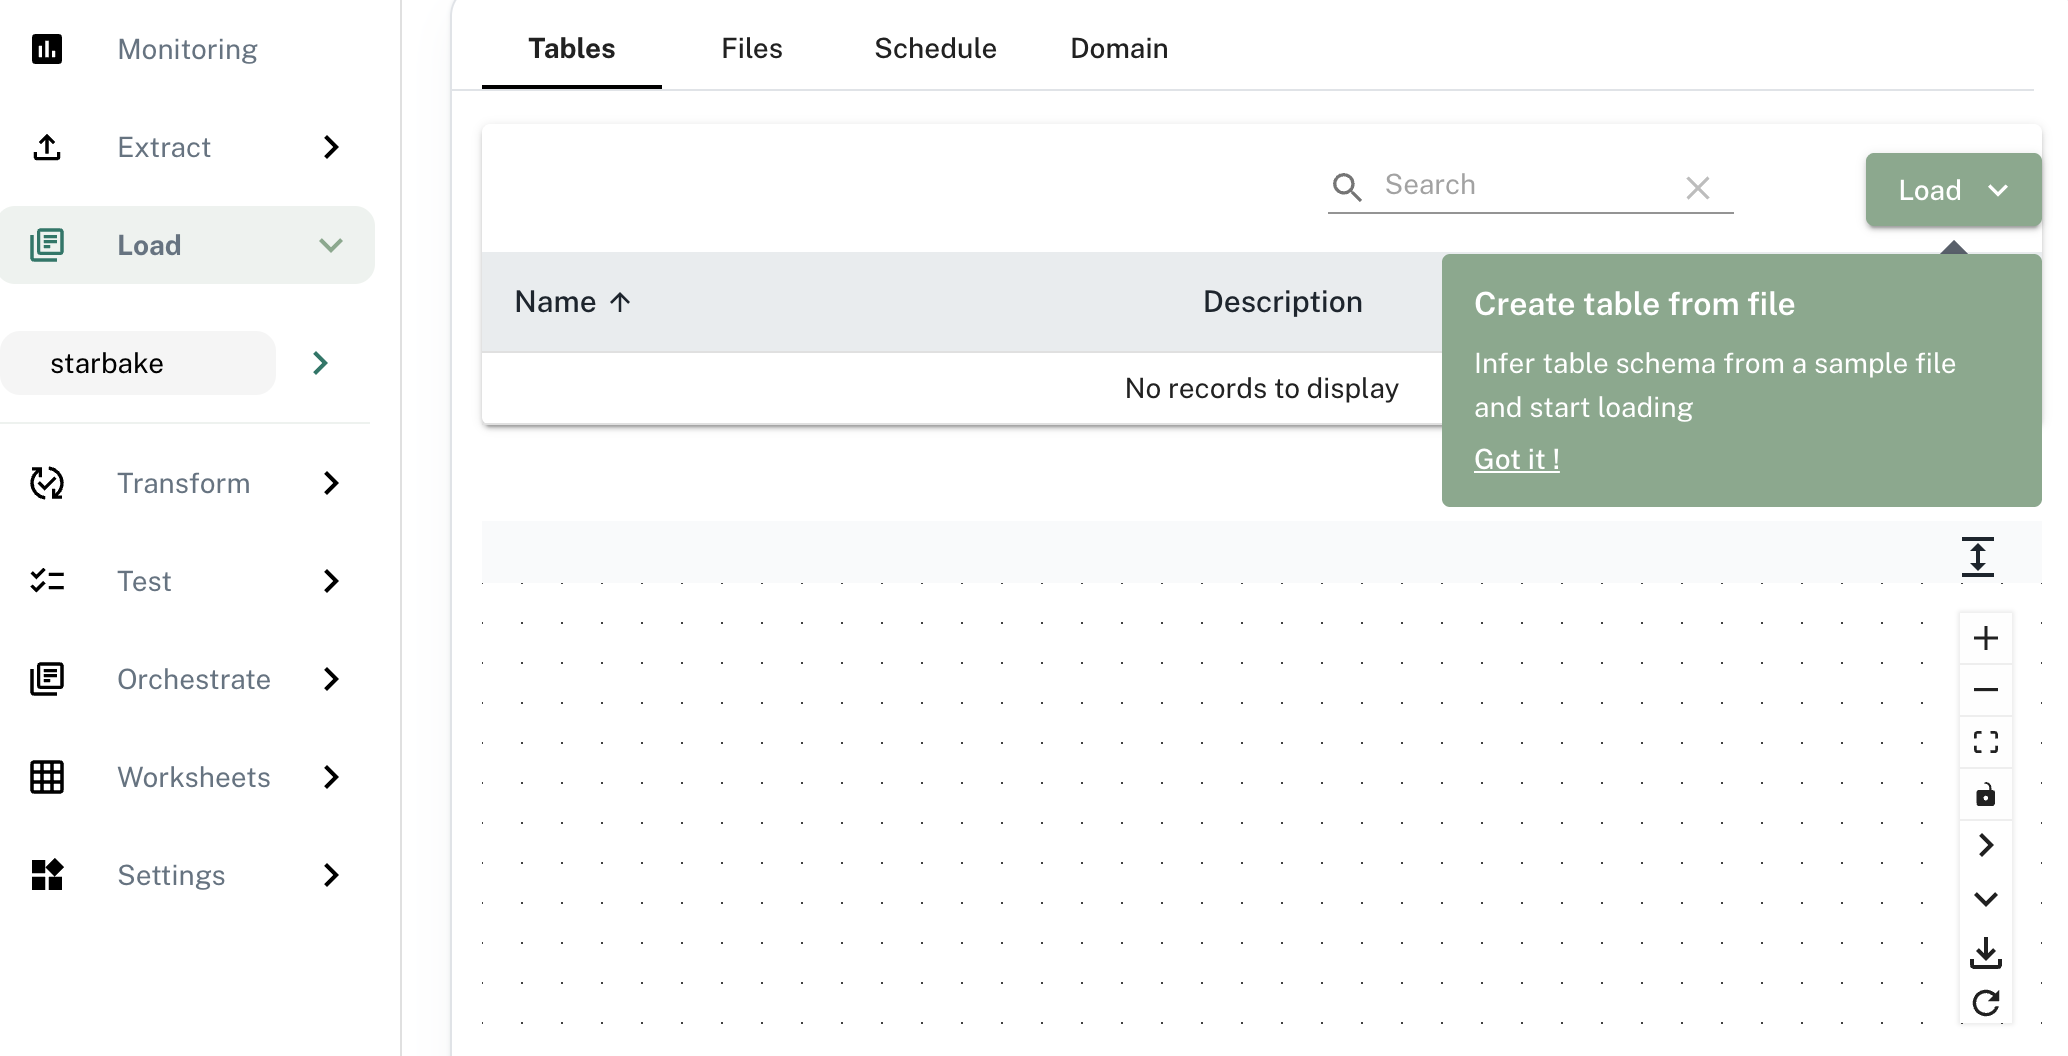 Monitoring
Extract
Load
starbake
Transform
Test
Orchestrate
Worksheets
Settings
Tables Files Schedule Domain
Search
Load
Name Description
No records to display
Create table from file
Infer table schema from a sample file
and start loading
Got it !